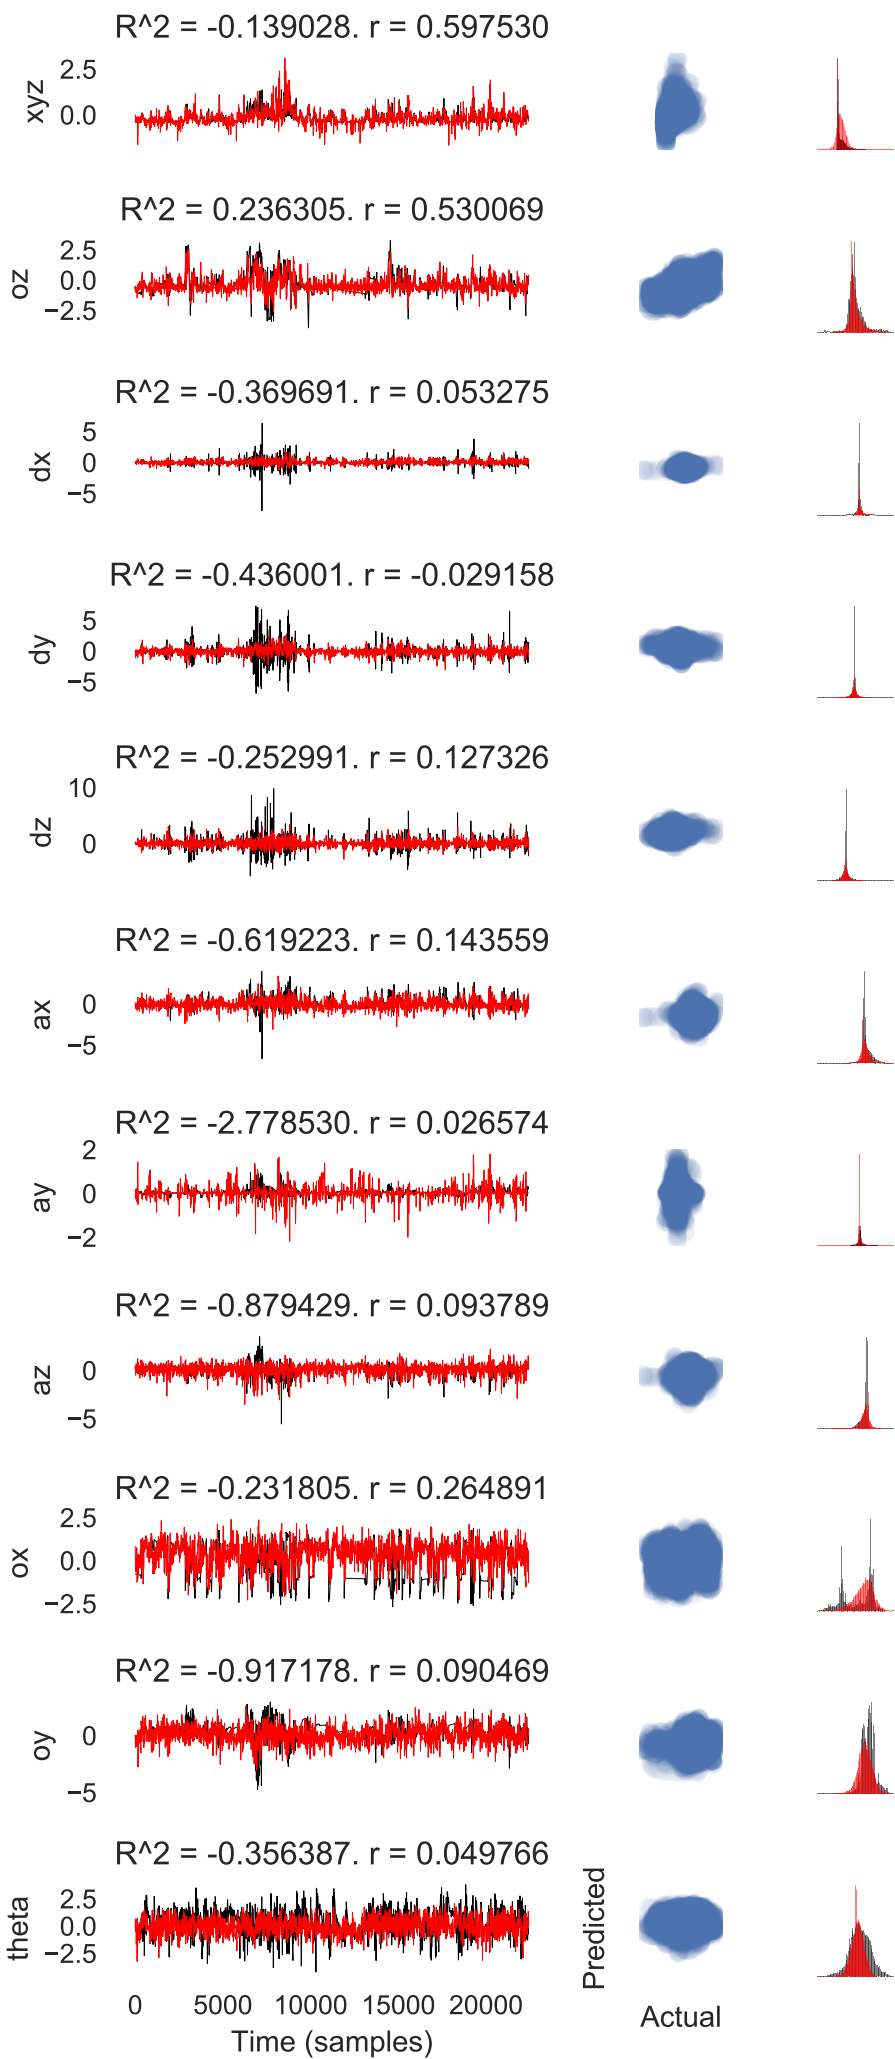 R^2 = -0.139028. r = 0.597530
xyz
2.5
0.0
R^2 = 0.236305. r = 0.530069
oz
2.5
0.0
−2.5
R^2 = -0.369691. r = 0.053275
dx
5
0
−5
R^2 = -0.436001. r = -0.029158
dy
5
0
−5
R^2 = -0.252991. r = 0.127326
dz
10
0
R^2 = -0.619223. r = 0.143559
ax
0
−5
R^2 = -2.778530. r = 0.026574
ay
2
0
−2
R^2 = -0.879429. r = 0.093789
az
0
−5
R^2 = -0.231805. r = 0.264891
ox
2.5
0.0
−2.5
R^2 = -0.917178. r = 0.090469
oy
0
−5
R^2 = -0.356387. r = 0.049766
theta
2.5
0.0
−2.5
Predicted
0 5000 10000 15000 20000
Actual
Time (samples)